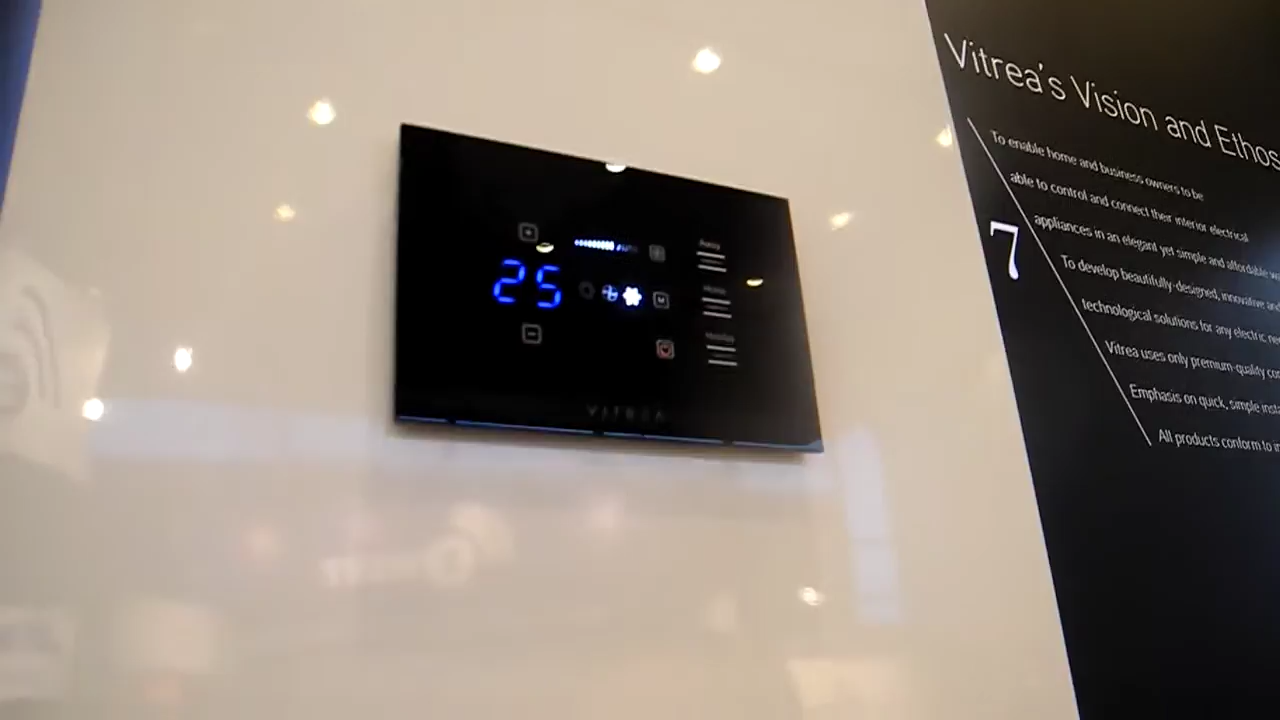 25
M
VITREA
Vitrea's Vision and Ethos
7
To enable home and business owners to be
able to control and connect their interior electrical
appliances in an elegant yet simple and affordable
To develop beautifully-designed, innovative
technological solutions for any electric
Vitrea uses only premium-quality
Emphasis on quick, simple
All products conform to